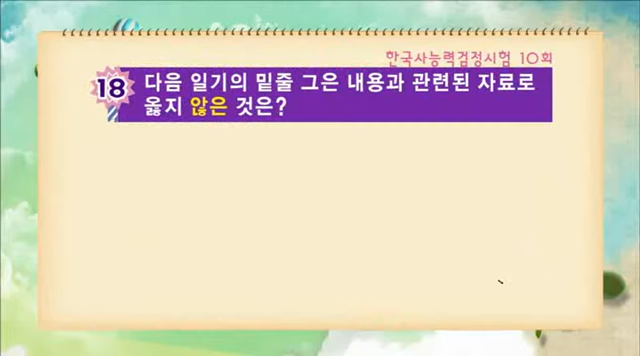 한국사능력검정시험 10회
18 다음 일기의 밑줄 그은 내용과 관련된 자료로
옳지 않은 것은?